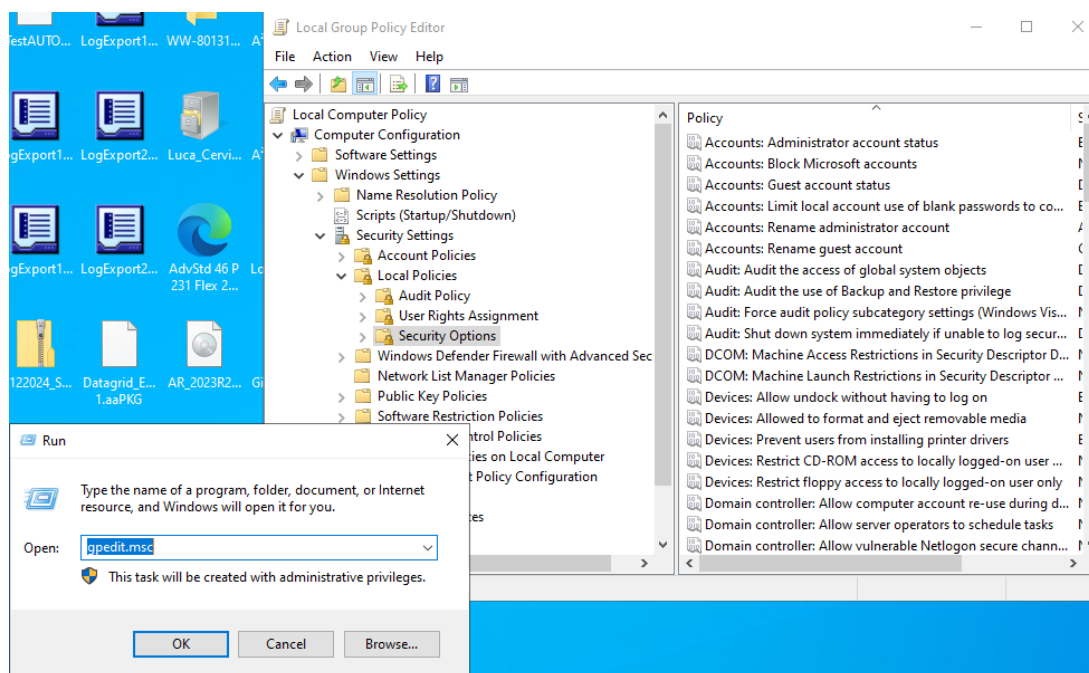 TestAUTO... LogExport1... WW-80131...
LogExport1... LogExport2... Luca_Cervi...
LogExport1... LogExport2... AdvStd 46 P
231 Flex 2...
122024_S... Datagrid_E... AR_2023R2...
1.aaPKG
Local Group Policy Editor
File Action View Help
Local Computer Policy
Computer Configuration
Software Settings
Windows Settings
Name Resolution Policy
Scripts (Startup/Shutdown)
Security Settings
Account Policies
Local Policies
Audit Policy
User Rights Assignment
Security Options
Windows Defender Firewall with Advanced Sec
Network List Manager Policies
Public Key Policies
Software Restriction Policies
ntrol Policies
ies on Local Computer
t Policy Configuration
es
Policy
Accounts: Administrator account status
Accounts: Block Microsoft accounts
Accounts: Guest account status
Accounts: Limit local account use of blank passwords to co...
Accounts: Rename administrator account
Accounts: Rename guest account
Audit: Audit the access of global system objects
Audit: Audit the use of Backup and Restore privilege
Audit: Force audit policy subcategory settings (Windows Vis...
Audit: Shut down system immediately if unable to log secur...
DCOM: Machine Access Restrictions in Security Descriptor D...
DCOM: Machine Launch Restrictions in Security Descriptor ...
Devices: Allow undock without having to log on
Devices: Allowed to format and eject removable media
Devices: Prevent users from installing printer drivers
Devices: Restrict CD-ROM access to locally logged-on user ...
Devices: Restrict floppy access to locally logged-on user only
Domain controller: Allow computer account re-use during d...
Domain controller: Allow server operators to schedule tasks
Domain controller: Allow vulnerable Netlogon secure chann...
Run
Type the name of a program, folder, document, or Internet
resource, and Windows will open it for you.
Open: gpedit.msc
This task will be created with administrative privileges.
OK Cancel Browse...